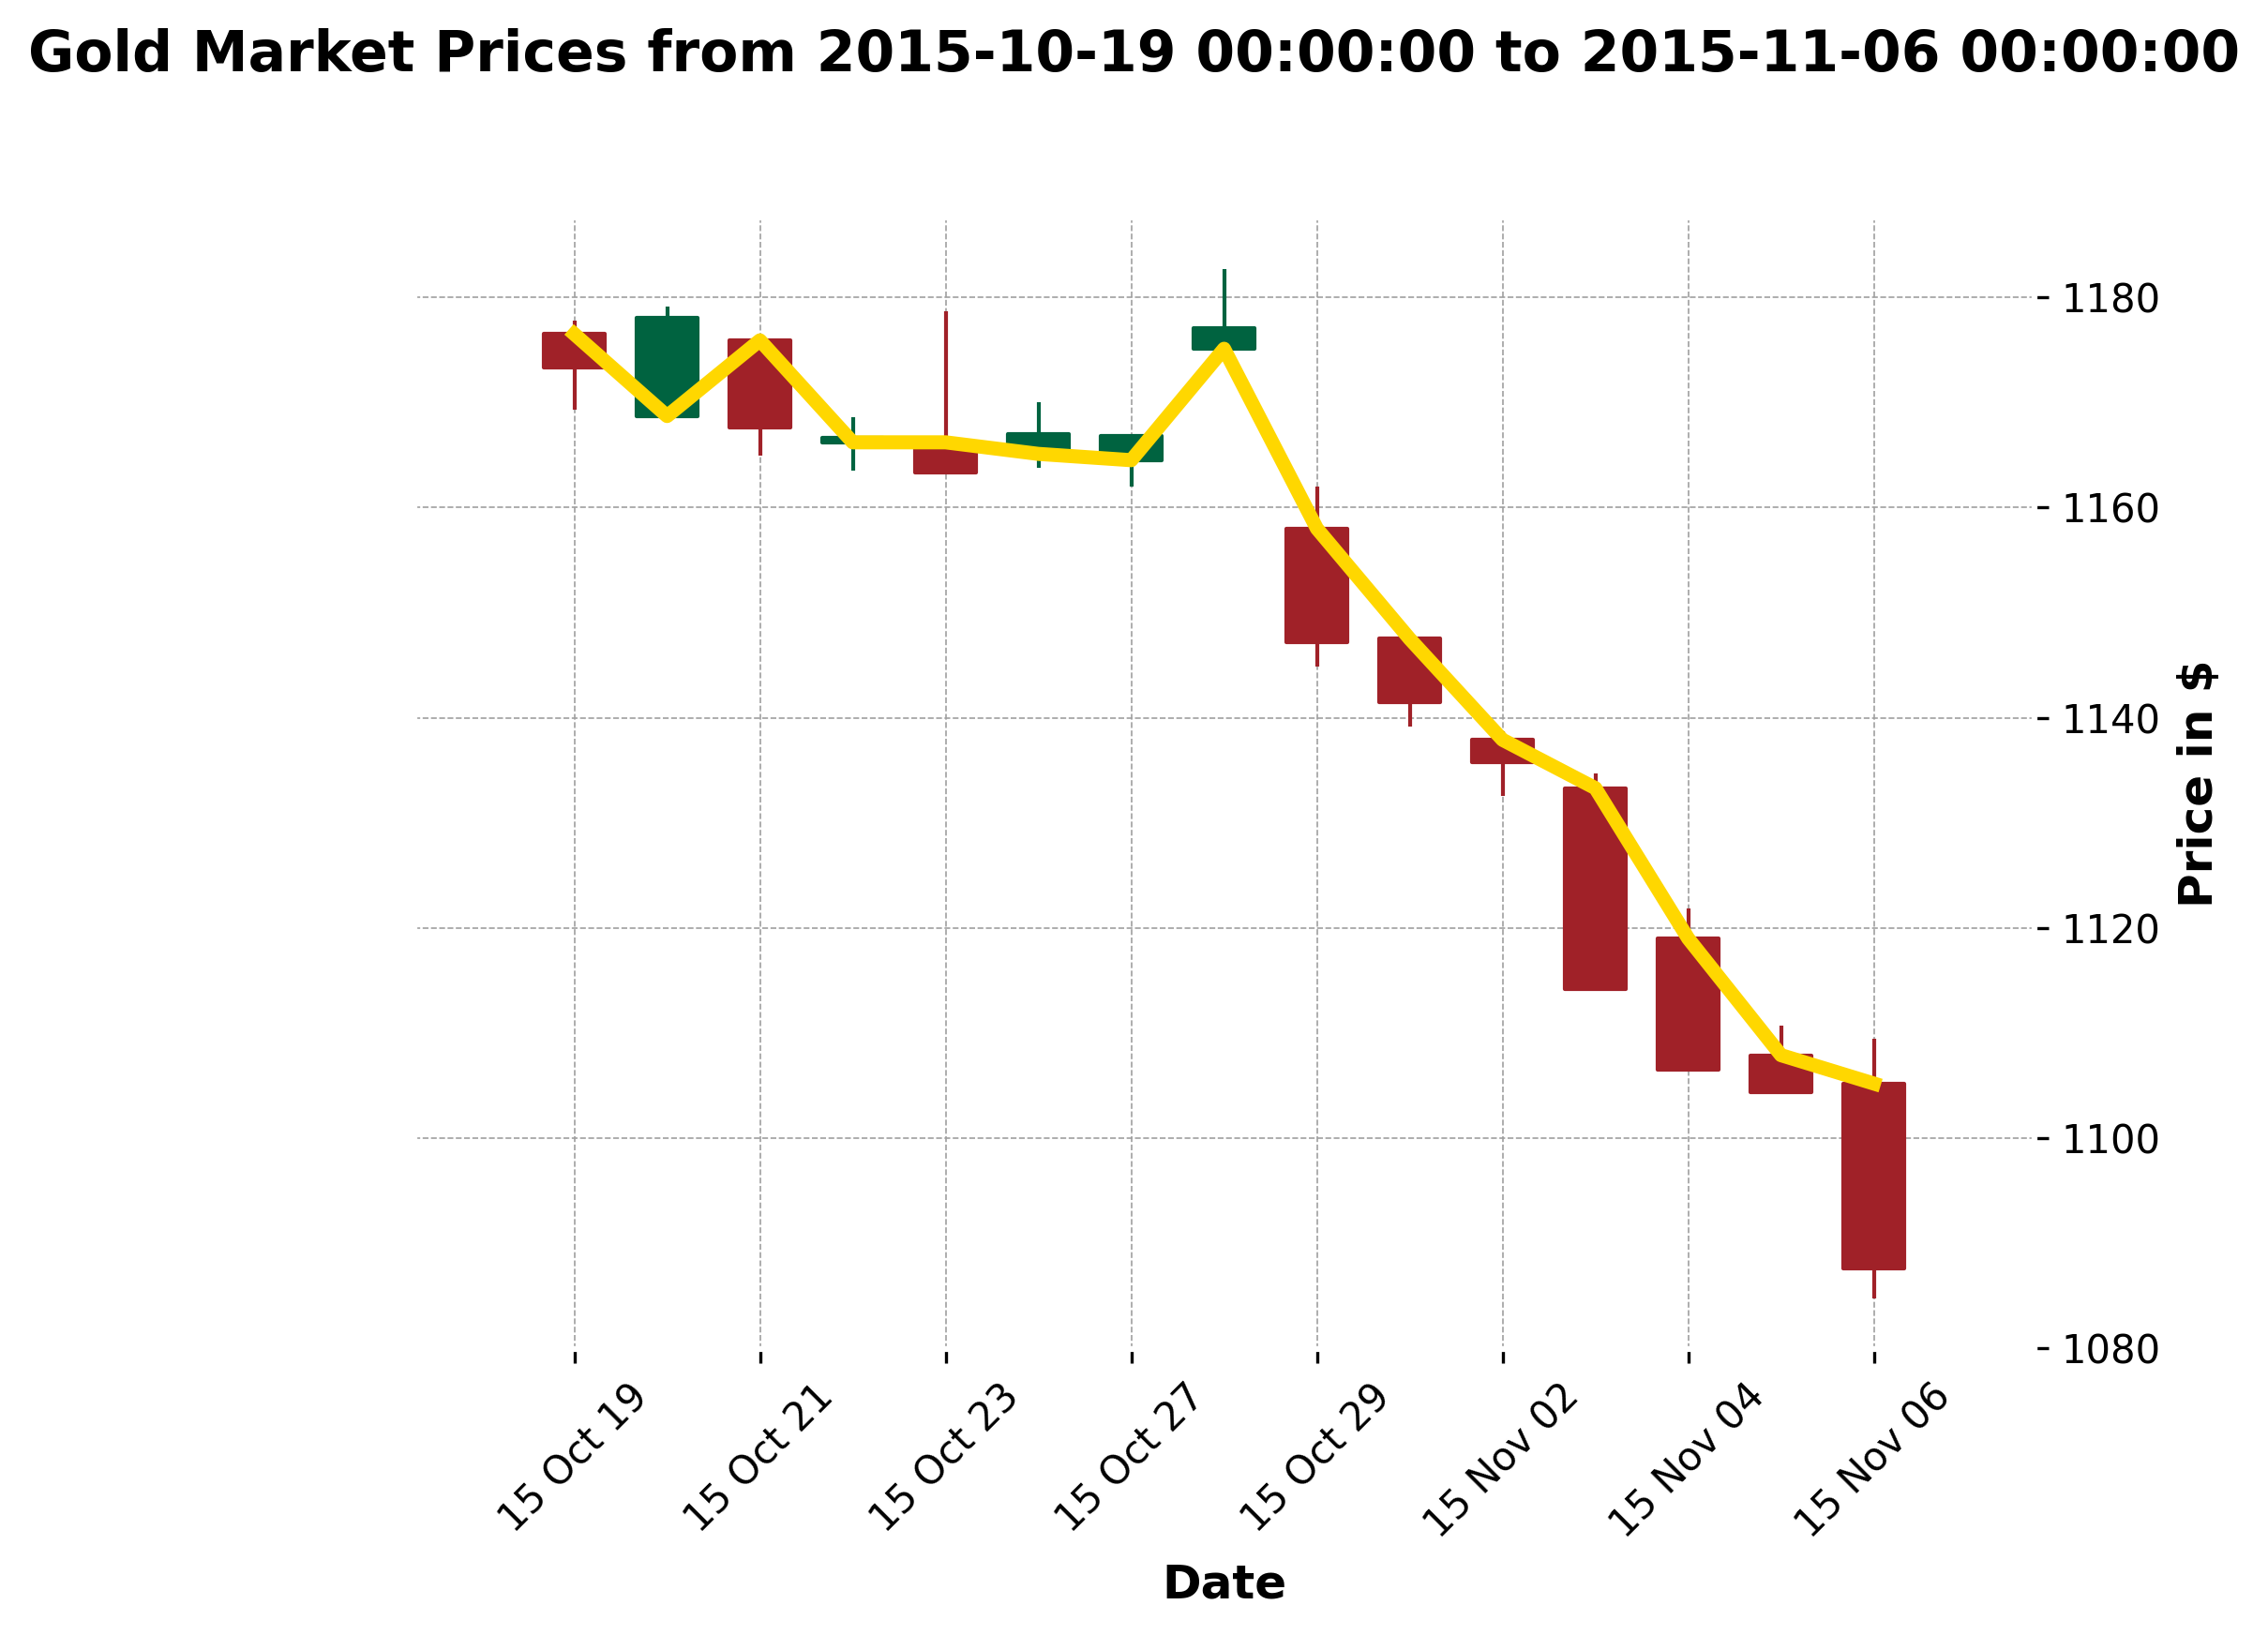 Gold Market Prices from 2015-10-19 00:00:00 to 2015-11-06 00:00:00
1180
1160
1140
1120
1100
1080
Price in $
15 Oct 19
15 Oct 21
15 Oct 23
15 Oct 27
15 Oct 29
15 Nov 02
15 Nov 04
15 Nov 06
Date